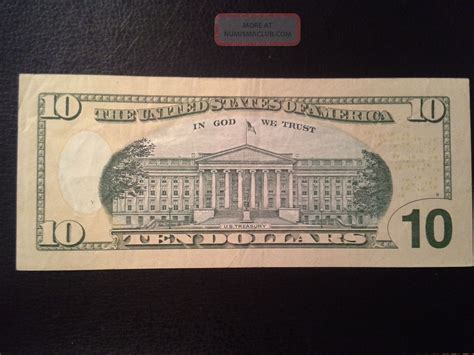 MORE AT
NUMISMACLUB.COM
10 10
THE UNITED STATES OF AMERICA
IN GOD WE TRUST
U.S. TREASURY
10 TEN DOLLARS 10